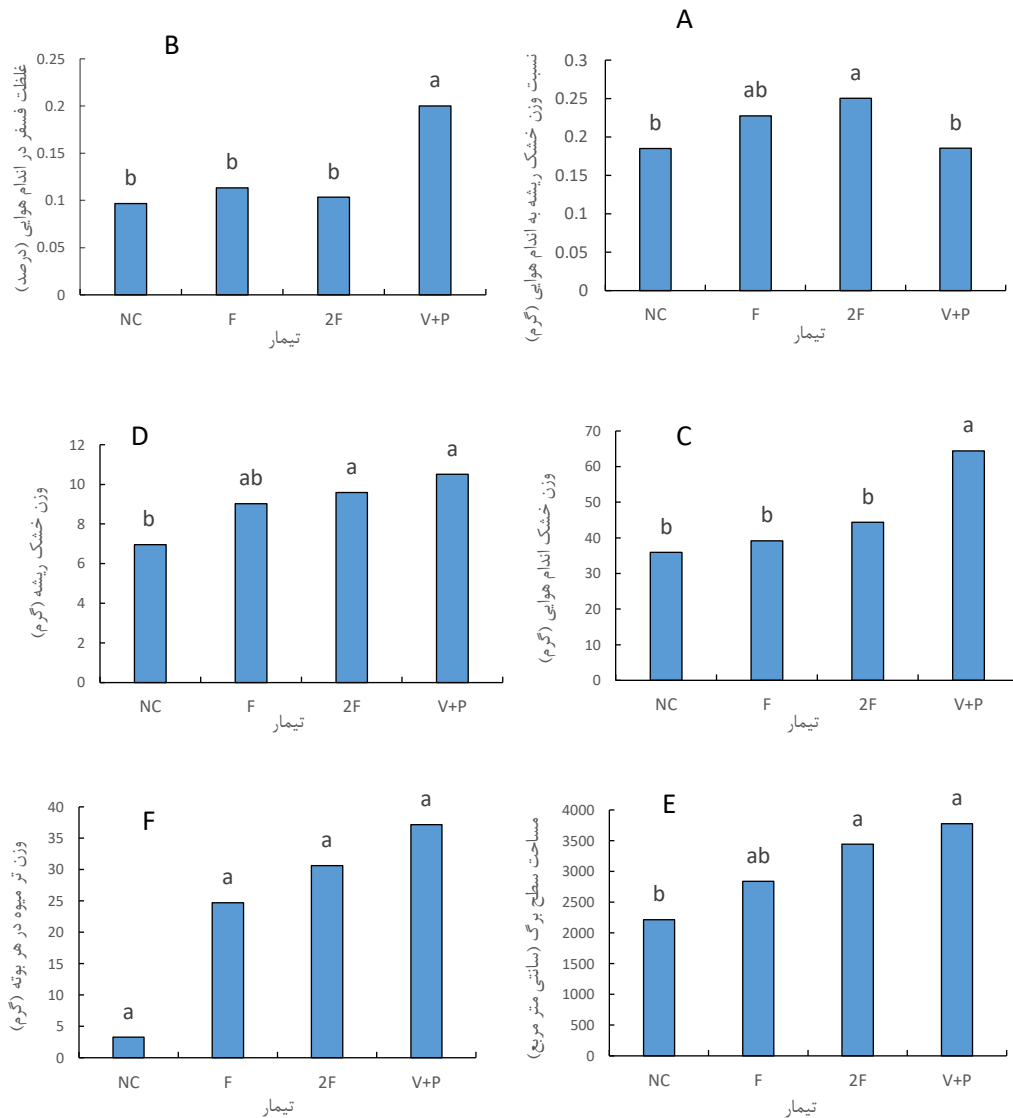 A
نسبت وزن خشک ریشه به اندام هوایی (گرم)
0.3
0.25
0.2
0.15
0.1
0.05
0
b
ab
a
b
NC F 2F V+P
تیمار
B
غلظت فسفر در اندام هوایی (درصد)
0.25
0.2
0.15
0.1
0.05
0
b
b
b
a
NC F 2F V+P
تیمار
C
وزن خشک اندام هوایی (گرم)
70
60
50
40
30
20
10
0
b
b
b
a
NC F 2F V+P
تیمار
D
وزن خشک ریشه (گرم)
12
10
8
6
4
2
0
b
ab
a
a
NC F 2F V+P
تیمار
E
مساحت سطح برگ (سانتی متر مربع)
4000
3500
3000
2500
2000
1500
1000
500
0
b
ab
a
a
NC F 2F V+P
تیمار
F
وزن تر میوه در هر بوته (گرم)
40
35
30
25
20
15
10
5
0
a
a
a
a
NC F 2F V+P
تیمار